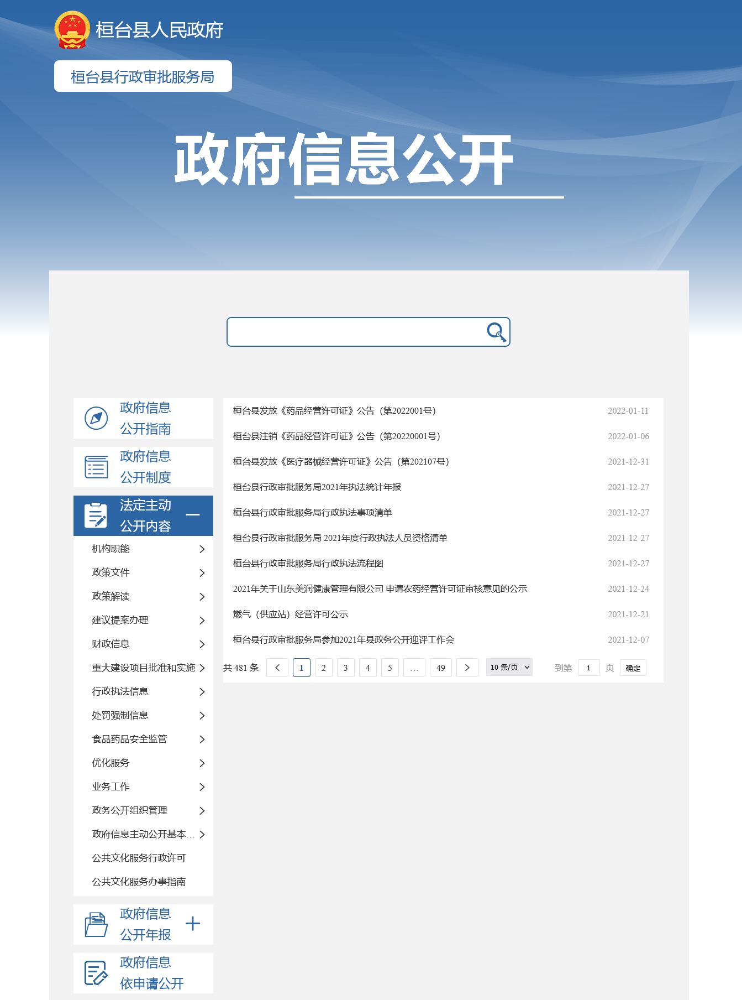 桓台县人民政府
桓台县行政审批服务局
政府信息公开
政府信息
公开指南
政府信息
公开制度
法定主动
公开内容
机构职能
政策文件
政策解读
建议提案办理
财政信息
重大建设项目批准和实施
行政执法信息
处罚强制信息
食品药品安全监管
优化服务
业务工作
政务公开组织管理
政府信息主动公开基本...
公共文化服务行政许可
公共文化服务办事指南
政府信息
公开年报
政府信息
依申请公开
桓台县发放《药品经营许可证》公告（第2022001号） 2022-01-11
桓台县注销《药品经营许可证》公告（第20220001号） 2022-01-06
桓台县发放《医疗器械经营许可证》公告（第202107号） 2021-12-31
桓台县行政审批服务局2021年执法统计年报 2021-12-27
桓台县行政审批服务局行政执法事项清单 2021-12-27
桓台县行政审批服务局 2021年度行政执法人员资格清单 2021-12-27
桓台县行政审批服务局行政执法流程图 2021-12-27
2021年关于山东美润健康管理有限公司 申请农药经营许可证审核意见的公示 2021-12-24
燃气（供应站）经营许可公示 2021-12-21
桓台县行政审批服务局参加2021年县政务公开迎评工作会 2021-12-07
共 481 条 1 2 3 4 5 … 49 10 条/页 到第 1 页 确定